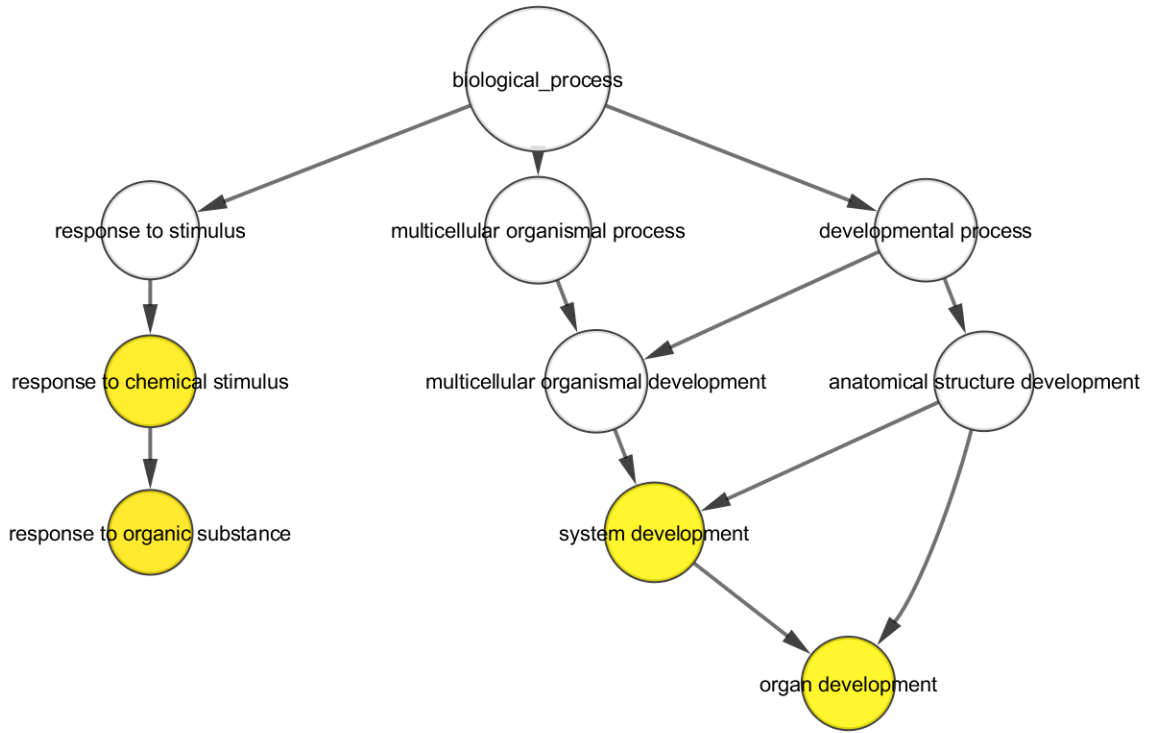 biological_process
response to stimulus
multicellular organismal process
developmental process
response to chemical stimulus
multicellular organismal development
anatomical structure development
response to organic substance
system development
organ development